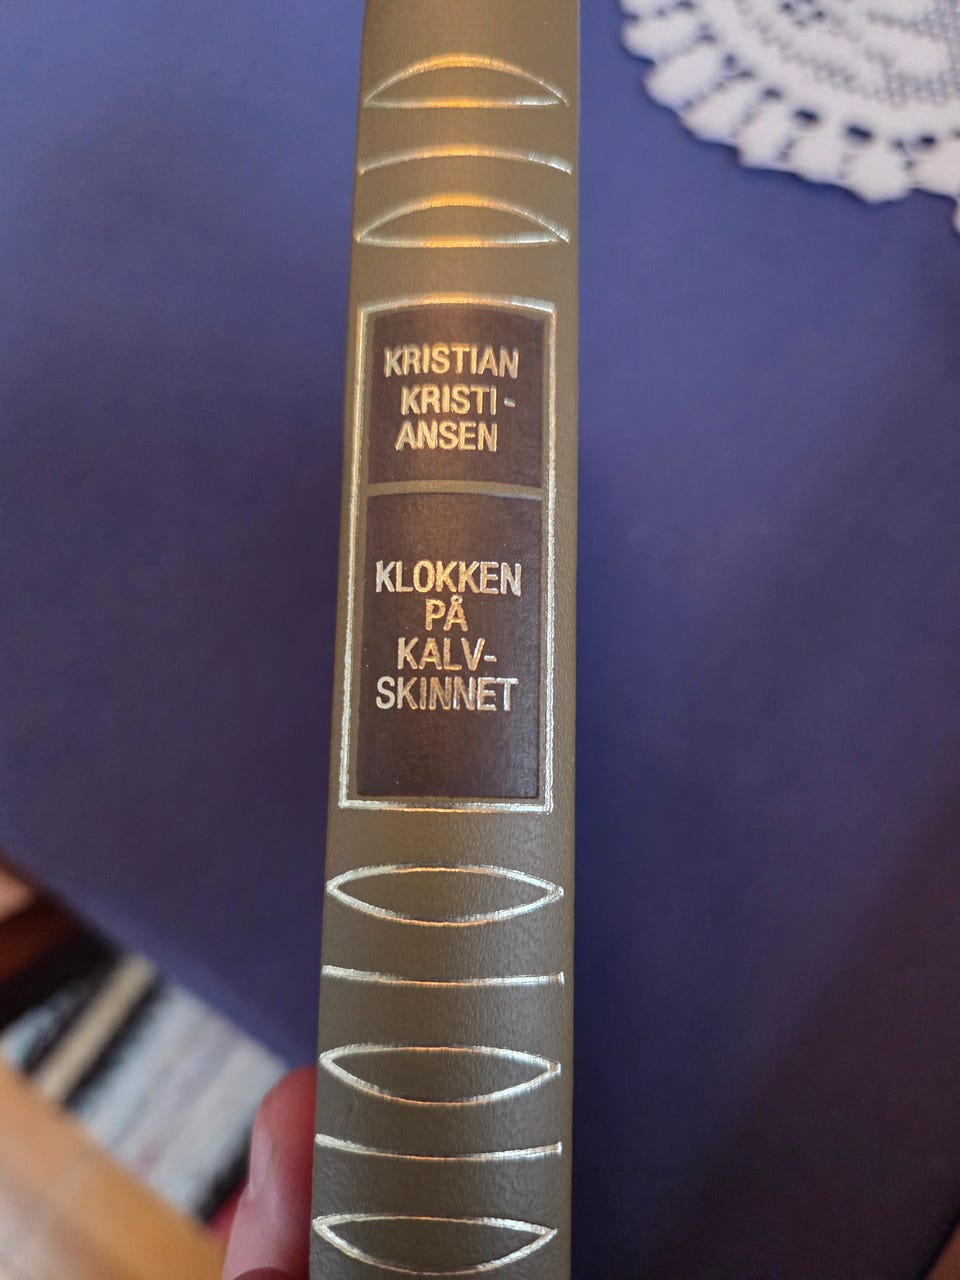 KRISTIAN
KRISTI-
ANSEN
KLOKKEN
PÅ
KALV-
SKINNET